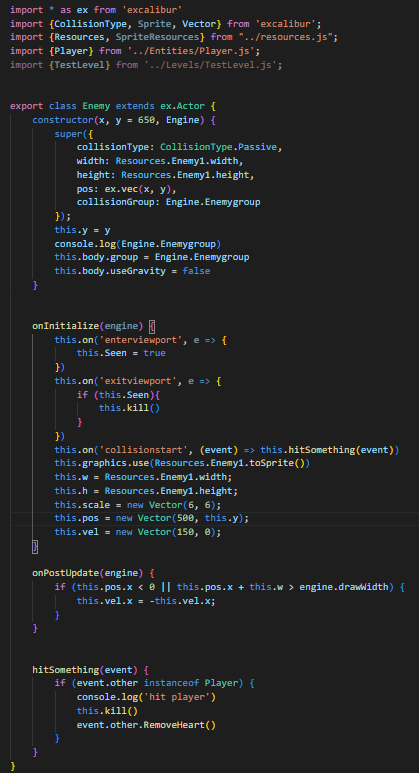 import * as ex from 'excalibur'
import {CollisionType, Sprite, Vector} from 'excalibur';
import {Resources, SpriteResources} from "../resources.js";
import {Player} from '../Entities/Player.js';
import {TestLevel} from '../Levels/TestLevel.js';
export class Enemy extends ex.Actor {
constructor(x, y = 650, Engine) {
super({
collisionType: CollisionType.Passive,
width: Resources.Enemy1.width,
height: Resources.Enemy1.height,
pos: ex.vec(x, y),
collisionGroup: Engine.Enemygroup
});
this.y = y
console.log(Engine.Enemygroup)
this.body.group = Engine.Enemygroup
this.body.useGravity = false
}
onInitialize(engine) {
this.on('enterviewport', e => {
this.Seen = true
})
this.on('exitviewport', e => {
if (this.Seen){
this.kill()
}
})
this.on('collisionstart', (event) => this.hitSomething(event))
this.graphics.use(Resources.Enemy1.toSprite())
this.w = Resources.Enemy1.width;
this.h = Resources.Enemy1.height;
this.scale = new Vector(6, 6);
this.pos = new Vector(500, this.y);
this.vel = new Vector(150, 0);
}
onPostUpdate(engine) {
if (this.pos.x < 0 || this.pos.x + this.w > engine.drawWidth) {
this.vel.x = -this.vel.x;
}
}
hitSomething(event) {
if (event.other instanceof Player) {
console.log('hit player')
this.kill()
event.other.RemoveHeart()
}
}
}